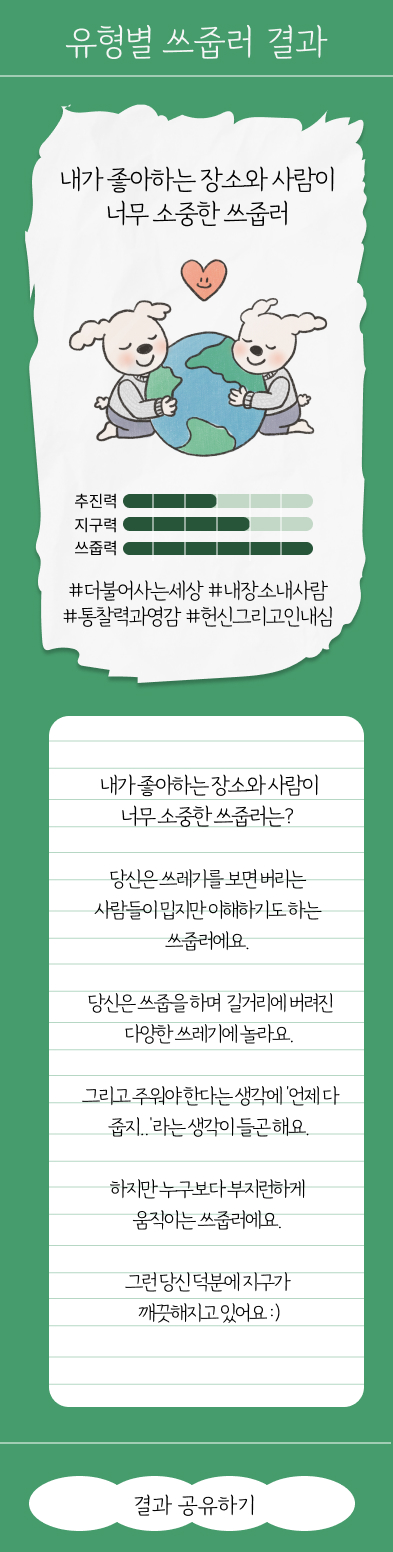 유형별 쓰줍러 결과
내가 좋아하는 장소와 사람이
너무 소중한 쓰줍러
추진력
지구력
쓰줍력
#더불어사는세상 #내장소내사람
#통찰력과영감 #헌신그리고인내심
내가 좋아하는 장소와 사람이
너무 소중한 쓰줍러는?
당신은 쓰레기를 보면 버리는
사람들이 밉지만 이해하기도 하는
쓰줍러에요.
당신은 쓰줍을 하며 길거리에 버려진
다양한 쓰레기에 놀라요.
그리고 주워야 한다는 생각에 '언제 다
줍지..'라는 생각이 들곤 해요.
하지만 누구보다 부지런하게
움직이는 쓰줍러에요.
그런 당신 덕분에 지구가
깨끗해지고 있어요 :)
결과 공유하기